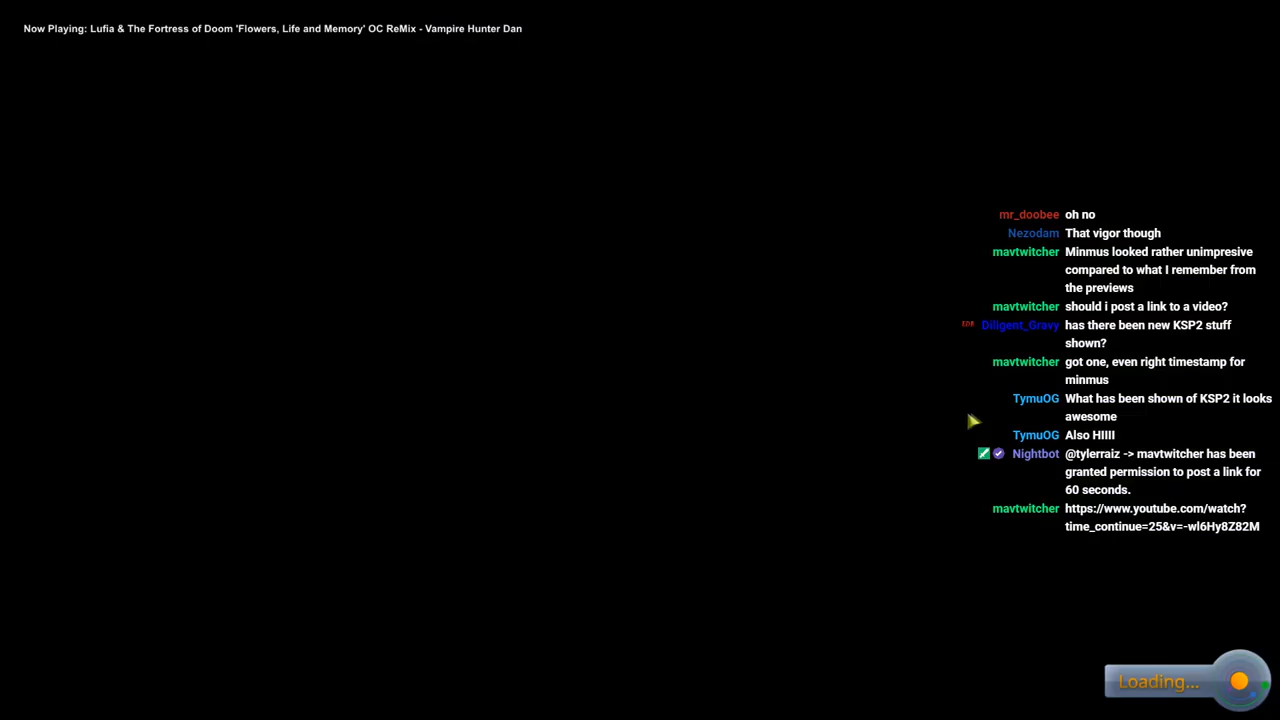 Now Playing: Lufia & The Fortress of Doom 'Flowers, Life and Memory' OC ReMix - Vampire Hunter Dan
mr_doobee oh no
Nezodam That vigor though
mavtwitcher Minmus looked rather unimpresive
compared to what I remember from
the previews
mavtwitcher should i post a link to a video?
Diligent_Gravy has there been new KSP2 stuff
shown?
mavtwitcher got one, even right timestamp for
minmus
TymuOG What has been shown of KSP2 it looks
awesome
TymuOG Also HIIII
Nightbot @tylerraiz -> mavtwitcher has been
granted permission to post a link for
60 seconds.
mavtwitcher https://www.youtube.com/watch?
time_continue=25&v=-wl6Hy8Z82M
Loading...